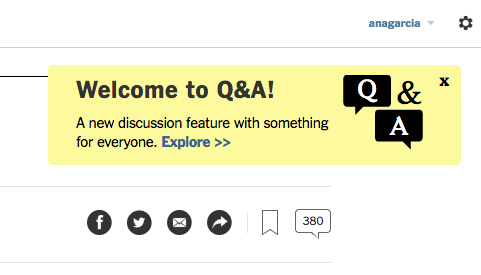 anagarcia
Welcome to Q&A!
A new discussion feature with something
for everyone. Explore >>
Q & A
x
380